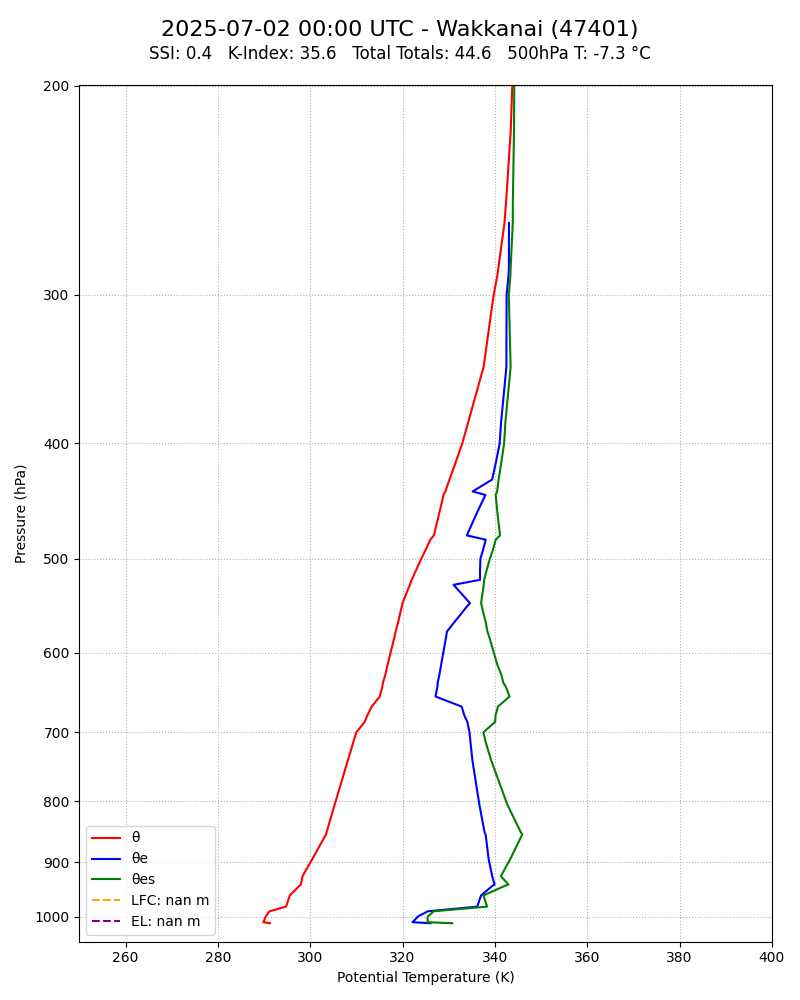 2025-07-02 00:00 UTC - Wakkanai (47401)
SSI: 0.4   K-Index: 35.6   Total Totals: 44.6   500hPa T: -7.3 °C
200
300
400
500
600
700
800
900
1000
Pressure (hPa)
θ
θe
θes
LFC: nan m
EL: nan m
260 280 300 320 340 360 380 400
Potential Temperature (K)